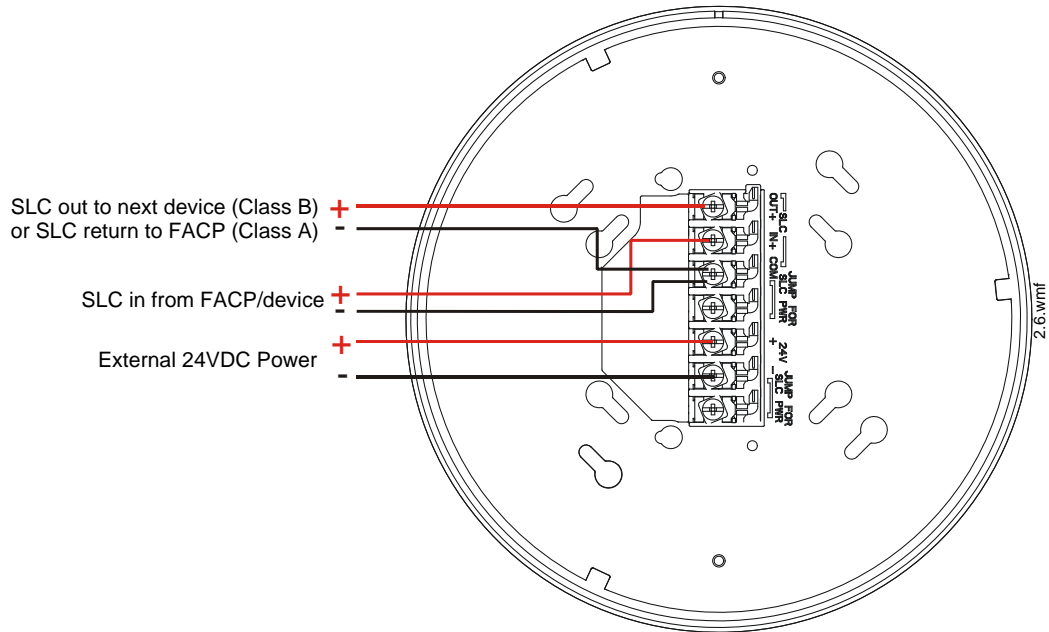 SLC out to next device (Class B) +
or SLC return to FACP (Class A) -
SLC in from FACP/device +
-
External 24VDC Power +
-
OUT+ IN+ COM
SLC
JUMP FOR
SLC PWR
+ 24V -
JUMP FOR
SLC PWR
2.6.wmf